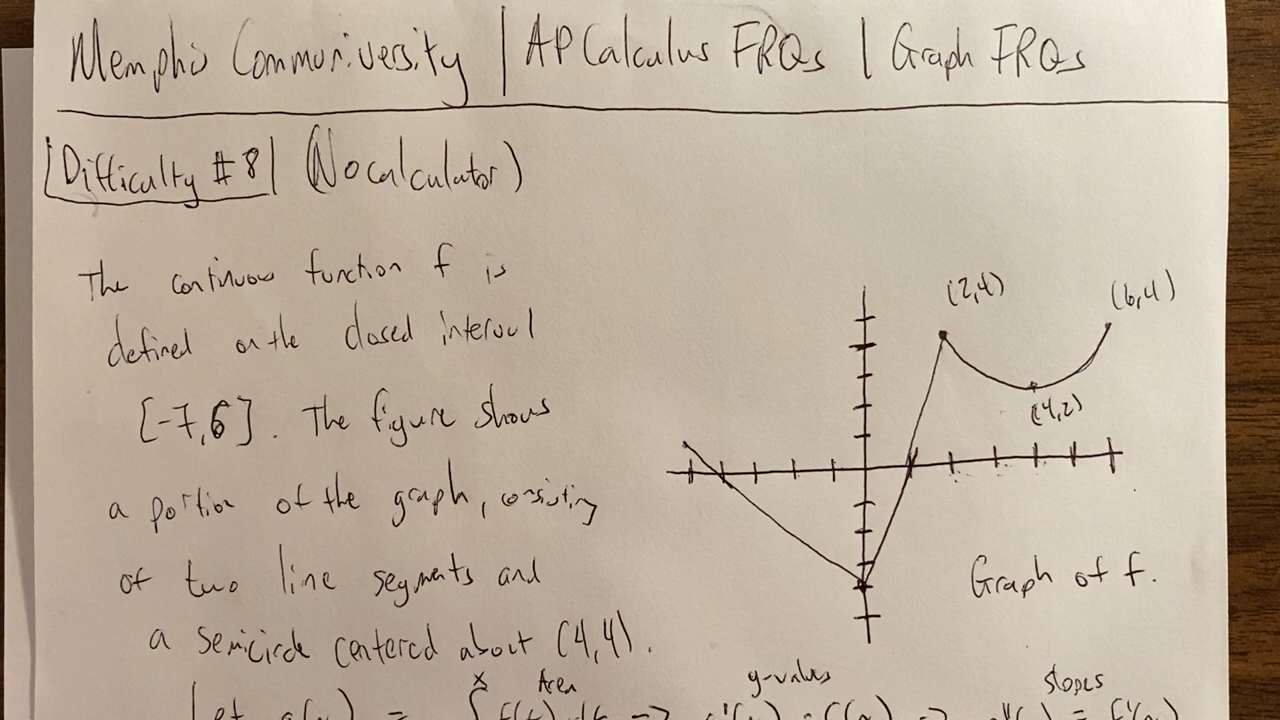 Memphis Communiversity | AP Calculus FRQs | Graph FRQs
Difficulty #8 (No calculator)
The continuous function f is
defined on the closed interval
[-7,6]. The figure shows
a portion of the graph, consisting
of two line segments and
a semicircle centered about (4,4).
(2,4)
(6,4)
(4,2)
Graph of f.
Area
y-values
slopes